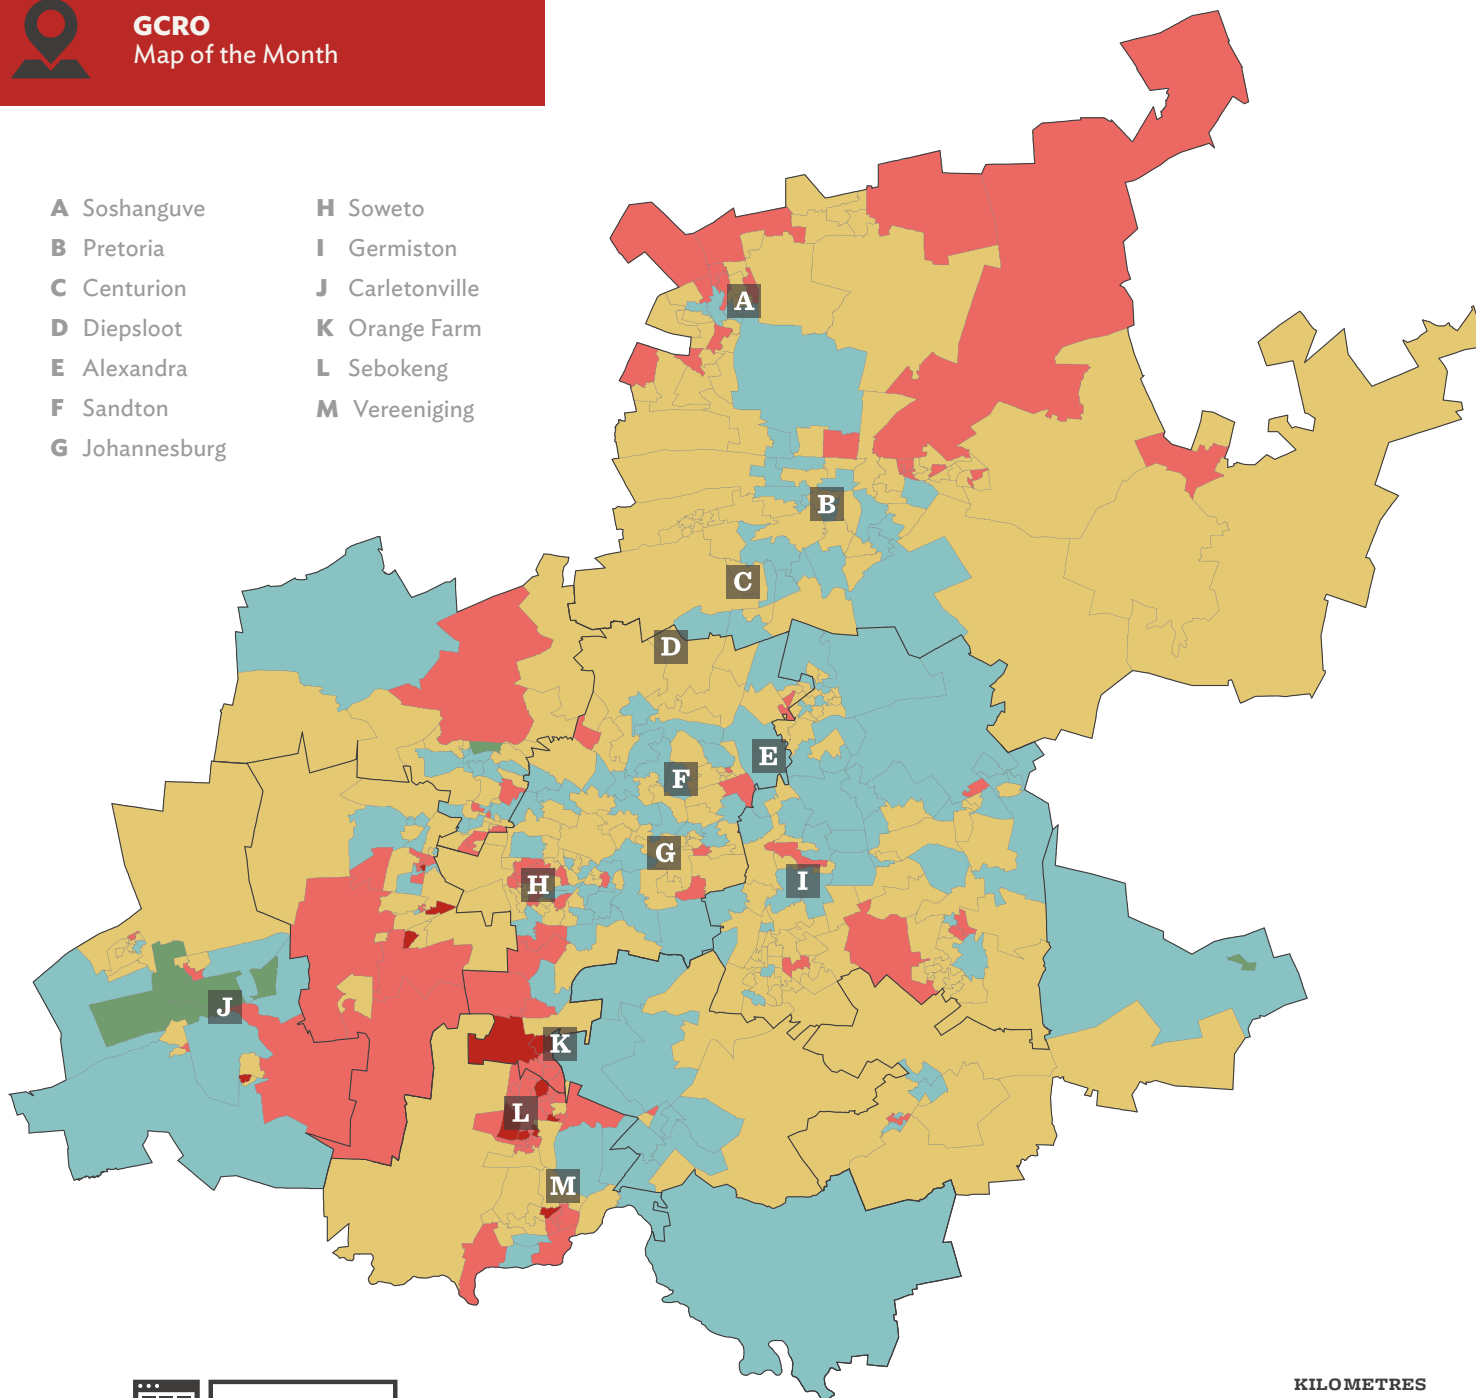 GCRO
Map of the Month
A Soshanguve
B Pretoria
C Centurion
D Diepsloot
E Alexandra
F Sandton
G Johannesburg
H Soweto
I Germiston
J Carletonville
K Orange Farm
L Sebokeng
M Vereeniging
A
B
C
D
E
F
G
H
I
J
K
L
M
KILOMETRES